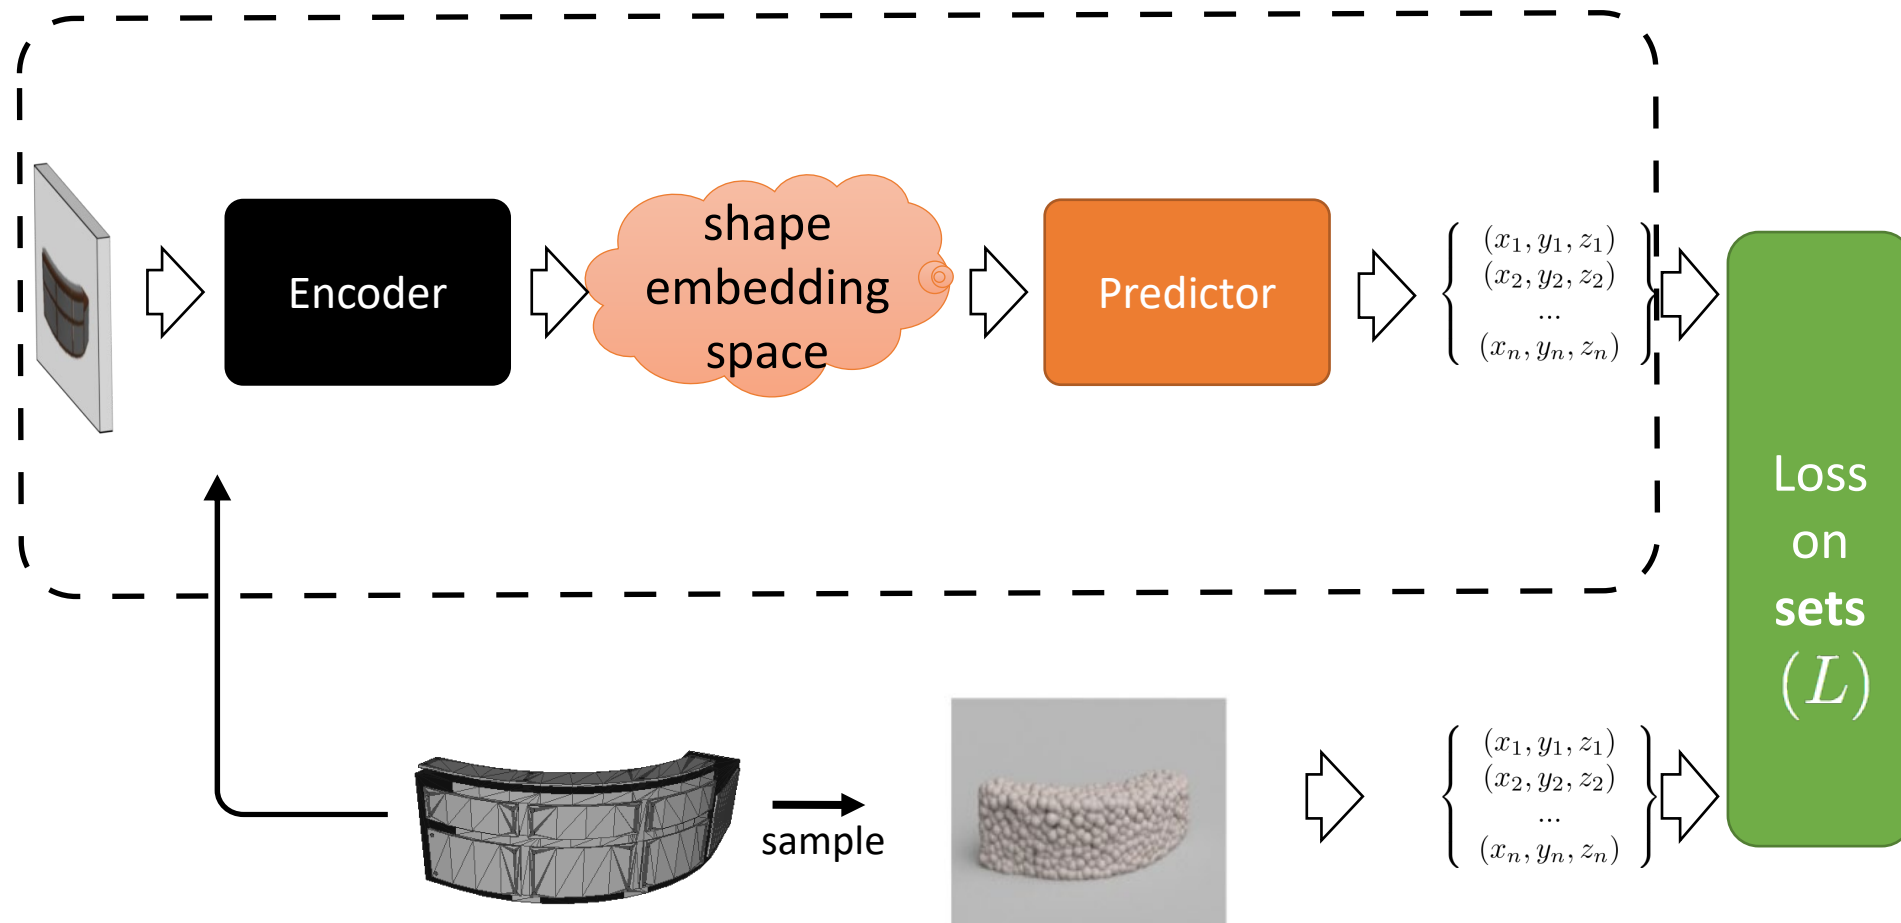 Encoder
shape
embedding
space
Predictor
(x₁, y₁, z₁)
(x₂, y₂, z₂)
...
(xₙ, yₙ, zₙ)
Loss
on
sets
(L)
sample
(x₁, y₁, z₁)
(x₂, y₂, z₂)
...
(xₙ, yₙ, zₙ)